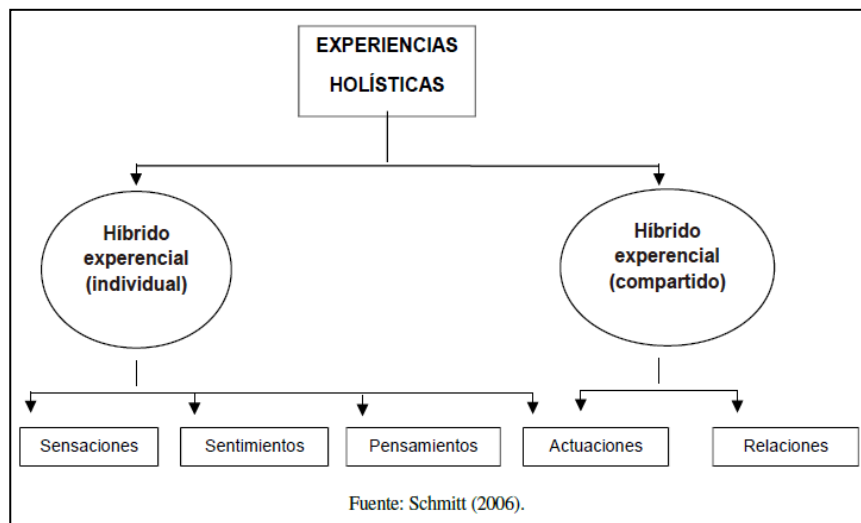 EXPERIENCIAS
HOLÍSTICAS
Híbrido
experencial
(individual)
Híbrido
experencial
(compartido)
Sensaciones
Sentimientos
Pensamientos
Actuaciones
Relaciones
Fuente: Schmitt (2006).